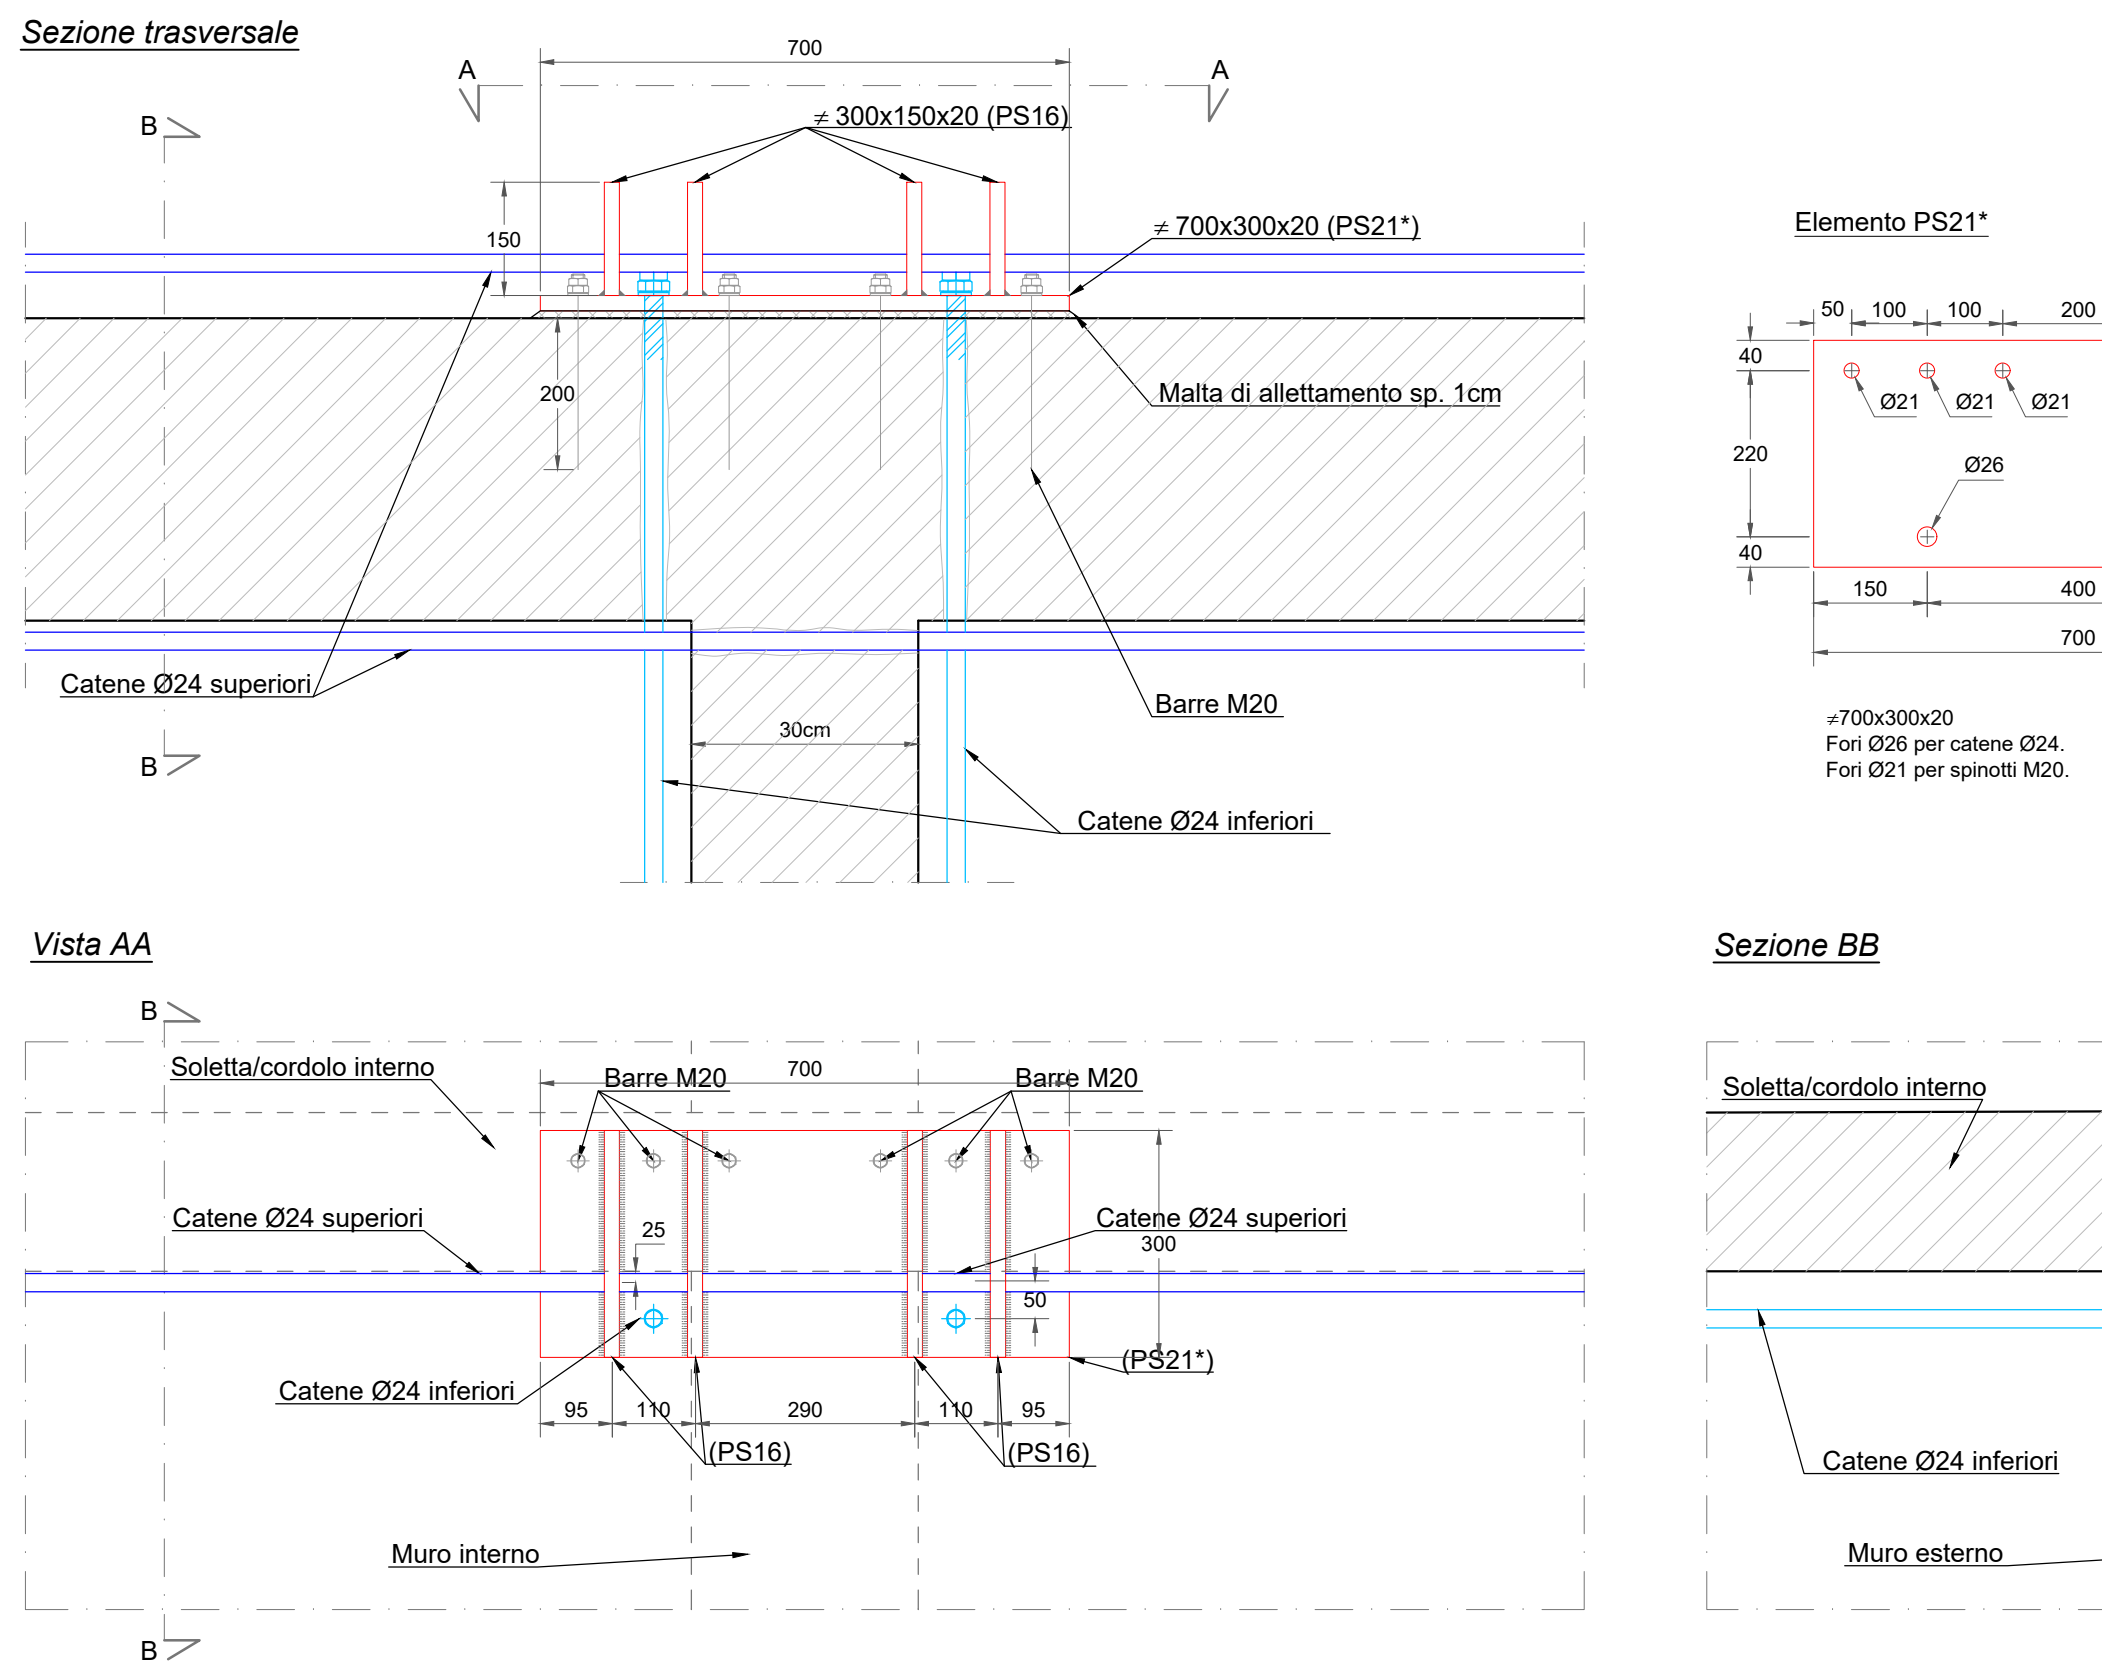 Sezione trasversale
700
A
A
B
≠ 300x150x20 (PS16)
150
≠ 700x300x20 (PS21*)
200
Malta di allettamento sp. 1cm
Catene Ø24 superiori
Barre M20
30cm
B
Catene Ø24 inferiori
Elemento PS21*
50
100
100
200
40
Ø21
Ø21
Ø21
220
Ø26
40
150
400
700
≠700x300x20
Fori Ø26 per catene Ø24.
Fori Ø21 per spinotti M20.
Vista AA
B
Soletta/cordolo interno
700
Barre M20
Barre M20
Catene Ø24 superiori
25
Catene Ø24 superiori
300
50
(PS21*)
Catene Ø24 inferiori
95
110
290
110
95
(PS16)
(PS16)
Muro interno
B
Sezione BB
Soletta/cordolo interno
Catene Ø24 inferiori
Muro esterno